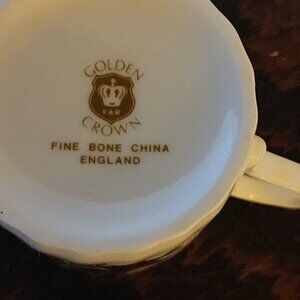 GOLDEN
E&R
CROWN
FINE BONE CHINA
ENGLAND